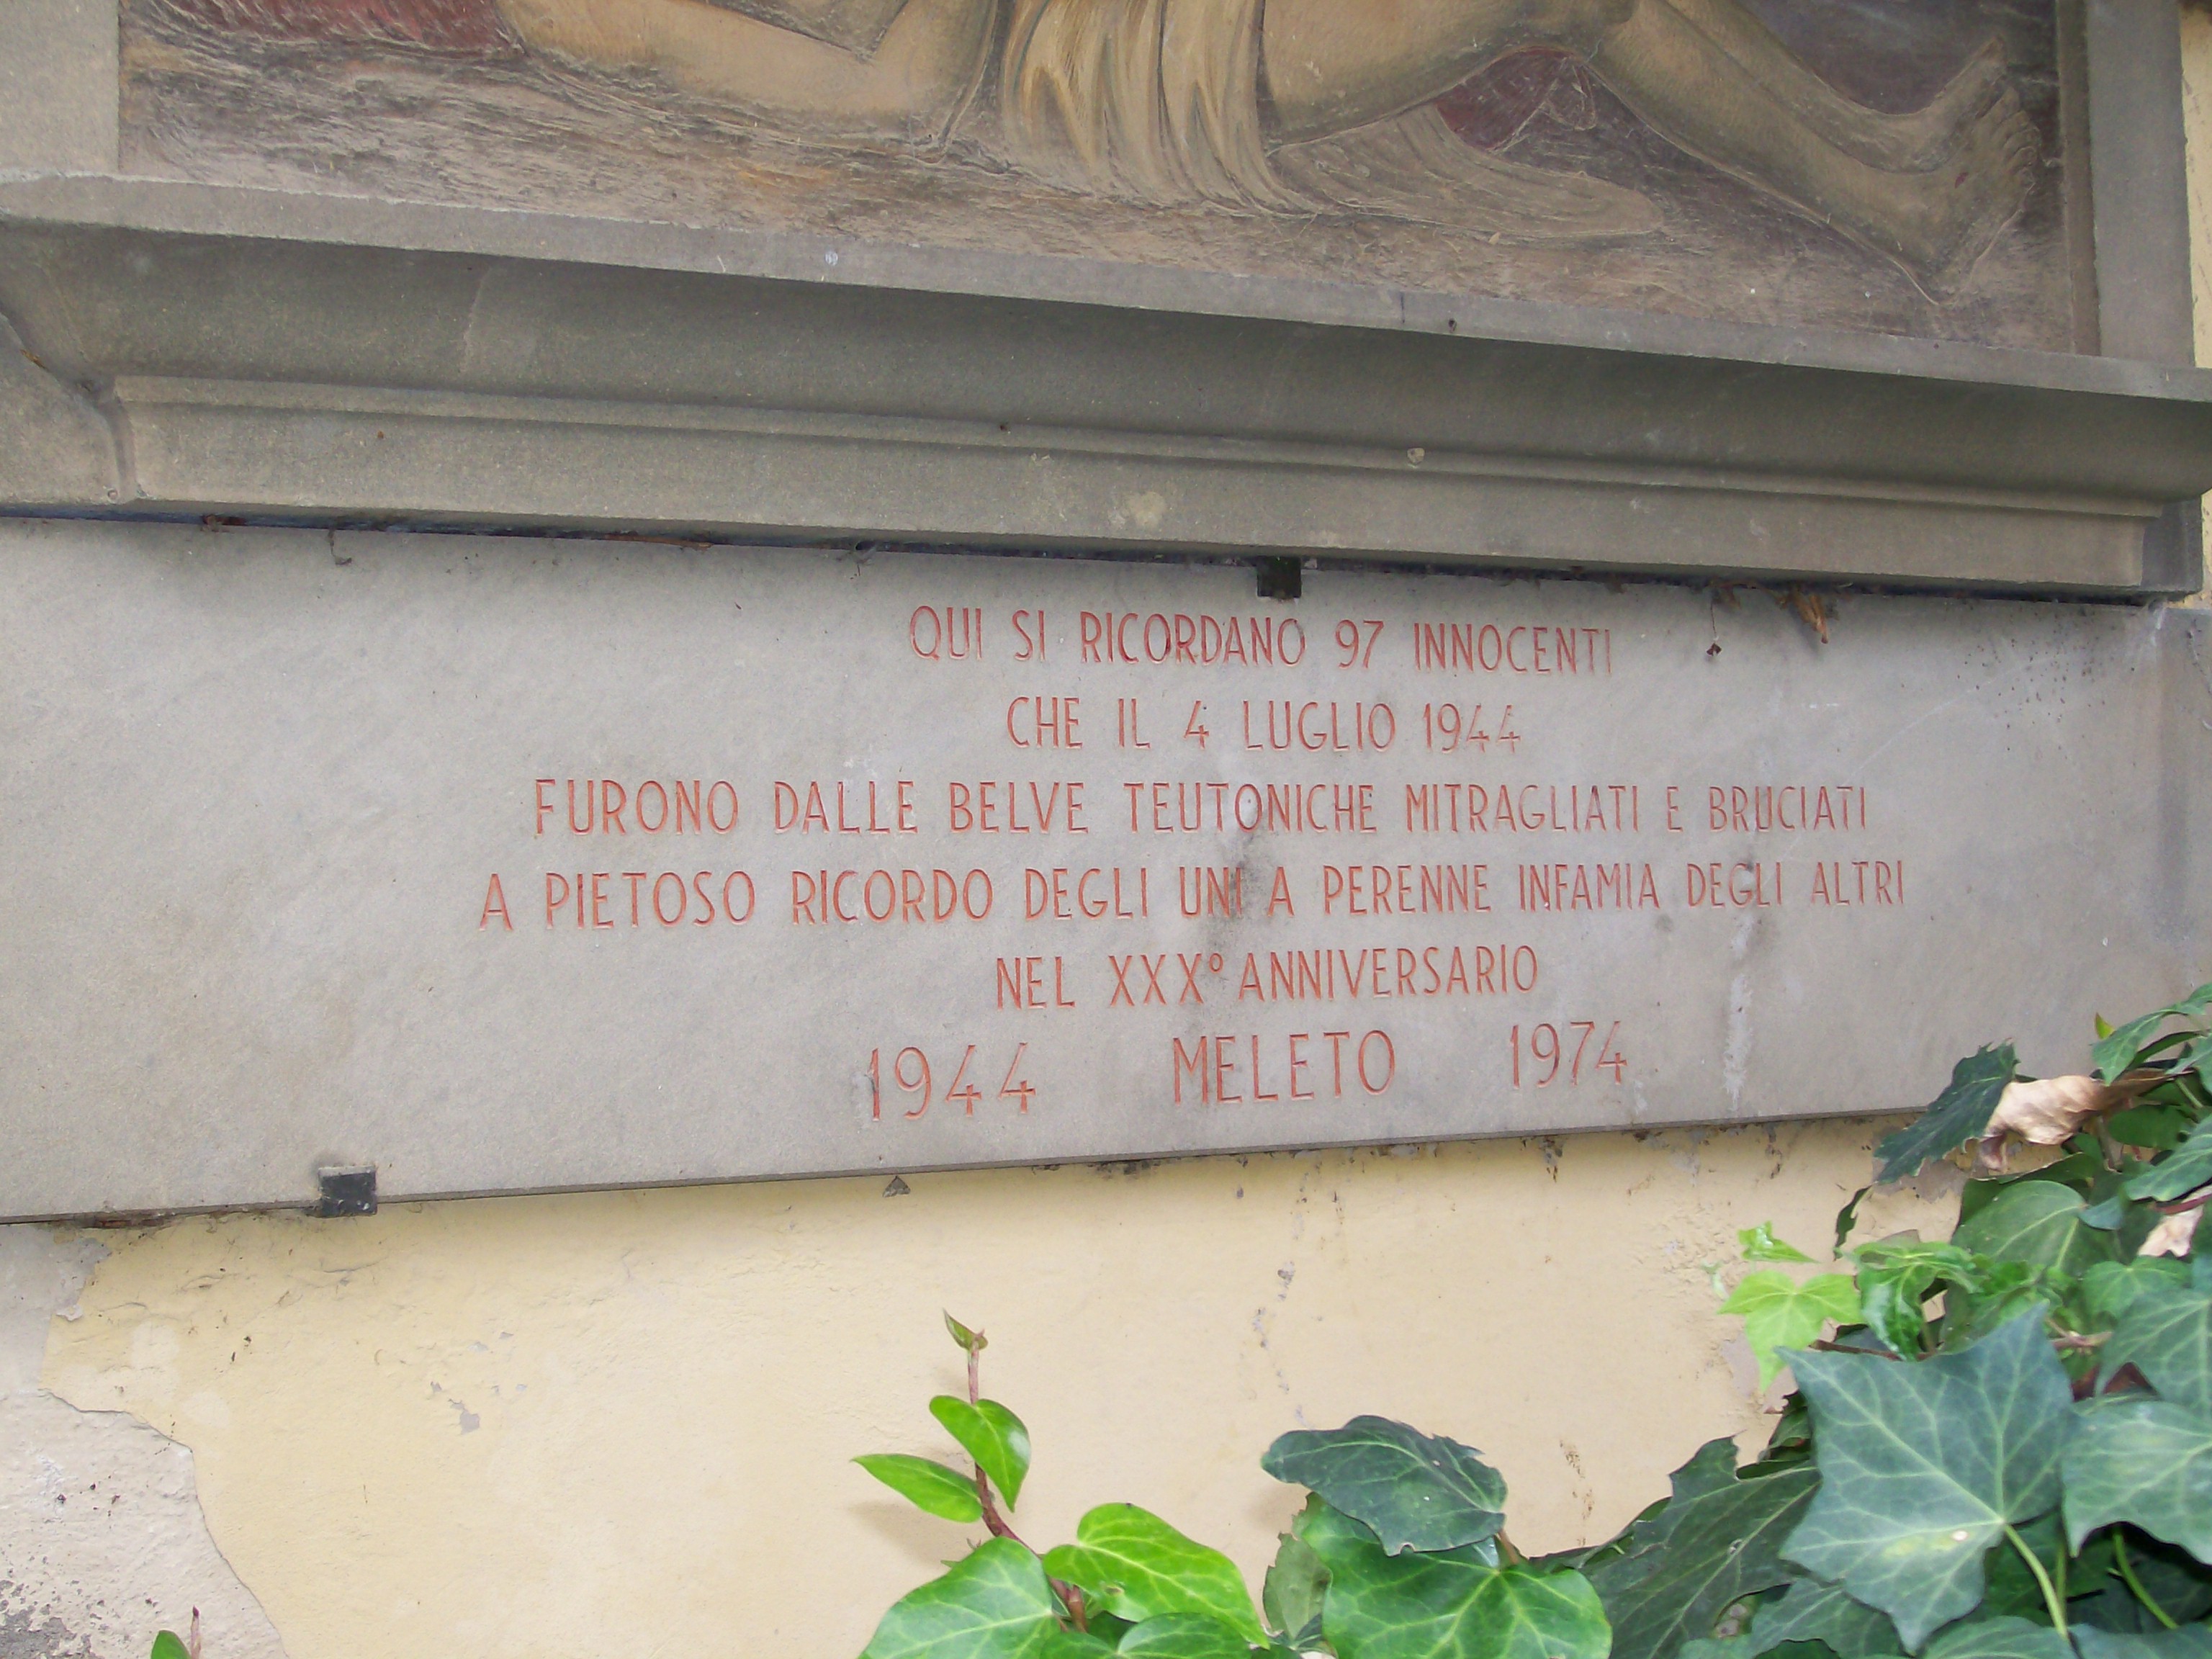 QUI SI RICORDANO 97 INNOCENTI
CHE IL 4 LUGLIO 1944
FURONO DALLE BELVE TEUTONICHE MITRAGLIATI E BRUCIATI
A PIETOSO RICORDO DEGLI UNI A PERENNE INFAMIA DEGLI ALTRI
NEL XXX° ANNIVERSARIO
1944 MELETO 1974